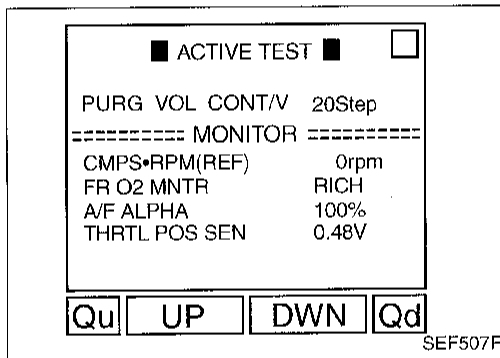 ■ ACTIVE TEST ■
PURG VOL CONT/V 20Step
========== MONITOR ==========
CMPS•RPM(REF) 0rpm
FR O2 MNTR RICH
A/F ALPHA 100%
THRTL POS SEN 0.48V
Qu UP DWN Qd
SEF507F